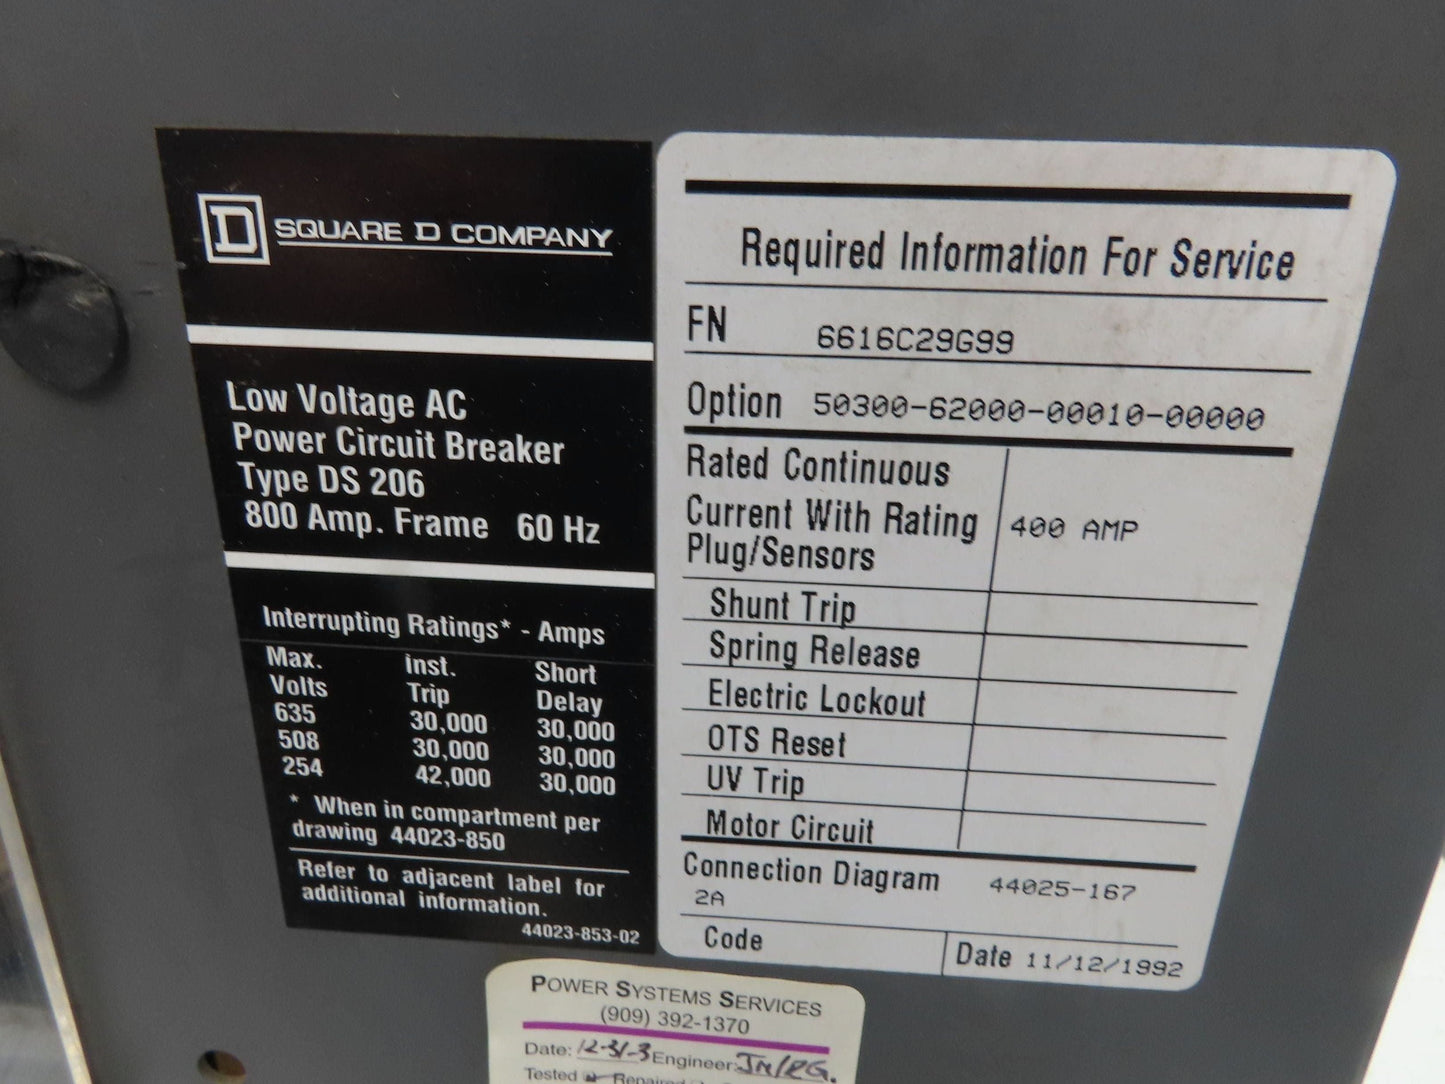 D SQUARE D COMPANY
Low Voltage AC
Power Circuit Breaker
Type DS 206
800 Amp. Frame 60 Hz
Interrupting Ratings* - Amps
Max. Inst. Short
Volts Trip Delay
635 30,000 30,000
508 30,000 30,000
254 42,000 30,000
* When in compartment per
drawing 44023-850
Refer to adjacent label for
additional information.
44023-853-02
Required Information For Service
FN 6616C29G99
Option 50300-62000-00010-00000
Rated Continuous
Current With Rating 400 AMP
Plug/Sensors
Shunt Trip
Spring Release
Electric Lockout
OTS Reset
UV Trip
Motor Circuit
Connection Diagram 44025-167
2A
Code Date 11/12/1992
POWER SYSTEMS SERVICES
(909) 392-1370
Date: 12-31-3 Engineer:
Tested Repaired